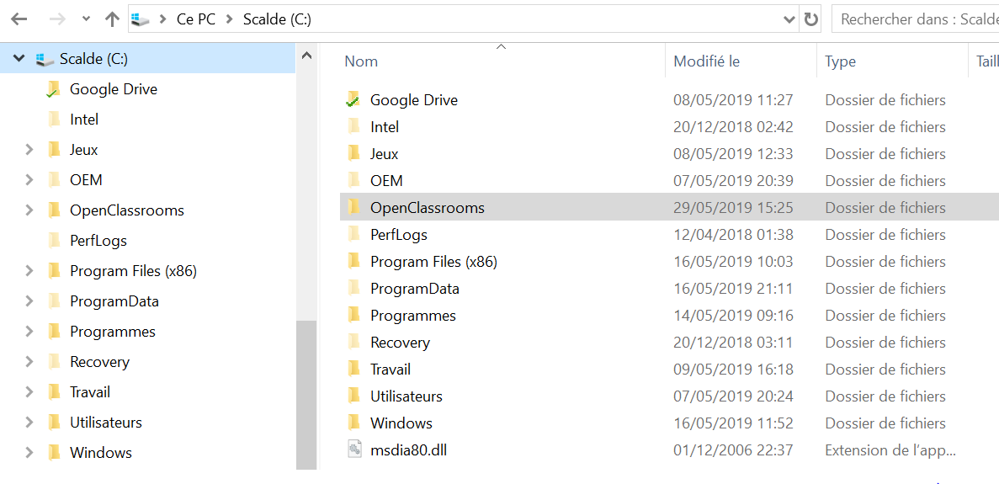 Ce PC > Scalde (C:)
Rechercher dans : Scalde
Scalde (C:)
Google Drive
Intel
Jeux
OEM
OpenClassrooms
PerfLogs
Program Files (x86)
ProgramData
Programmes
Recovery
Travail
Utilisateurs
Windows
Nom Modifié le Type Taill
Google Drive 08/05/2019 11:27 Dossier de fichiers
Intel 20/12/2018 02:42 Dossier de fichiers
Jeux 08/05/2019 12:33 Dossier de fichiers
OEM 07/05/2019 20:39 Dossier de fichiers
OpenClassrooms 29/05/2019 15:25 Dossier de fichiers
PerfLogs 12/04/2018 01:38 Dossier de fichiers
Program Files (x86) 16/05/2019 10:03 Dossier de fichiers
ProgramData 16/05/2019 21:11 Dossier de fichiers
Programmes 14/05/2019 09:16 Dossier de fichiers
Recovery 20/12/2018 03:11 Dossier de fichiers
Travail 09/05/2019 16:18 Dossier de fichiers
Utilisateurs 07/05/2019 20:24 Dossier de fichiers
Windows 16/05/2019 11:52 Dossier de fichiers
msdia80.dll 01/12/2006 22:37 Extension de l'app...